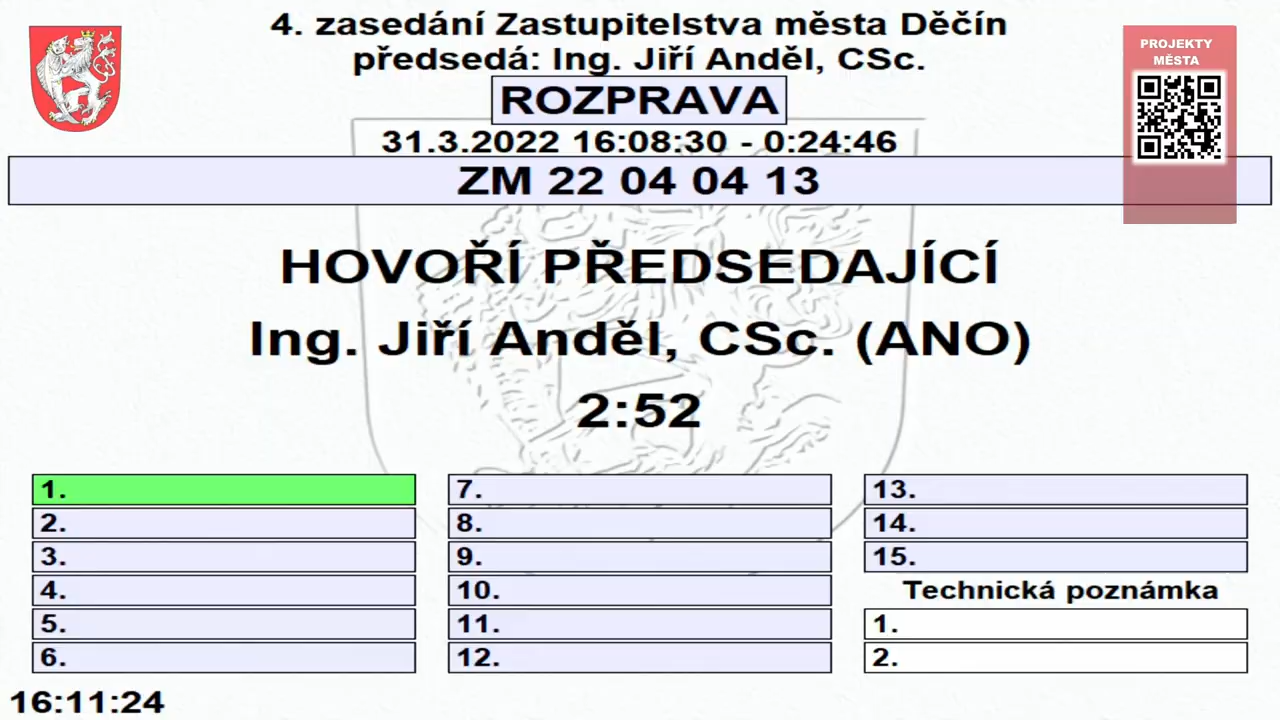 4. zasedání Zastupitelstva města Děčín
předsedá: Ing. Jiří Anděl, CSc.
PROJEKTY
MĚSTA
ROZPRAVA
31.3.2022 16:08:30 - 0:24:46
ZM 22 04 04 13
HOVOŘÍ PŘEDSEDAJÍCÍ
Ing. Jiří Anděl, CSc. (ANO)
2:52
1.
2.
3.
4.
5.
6.
7.
8.
9.
10.
11.
12.
13.
14.
15.
Technická poznámka
1.
2.
16:11:24